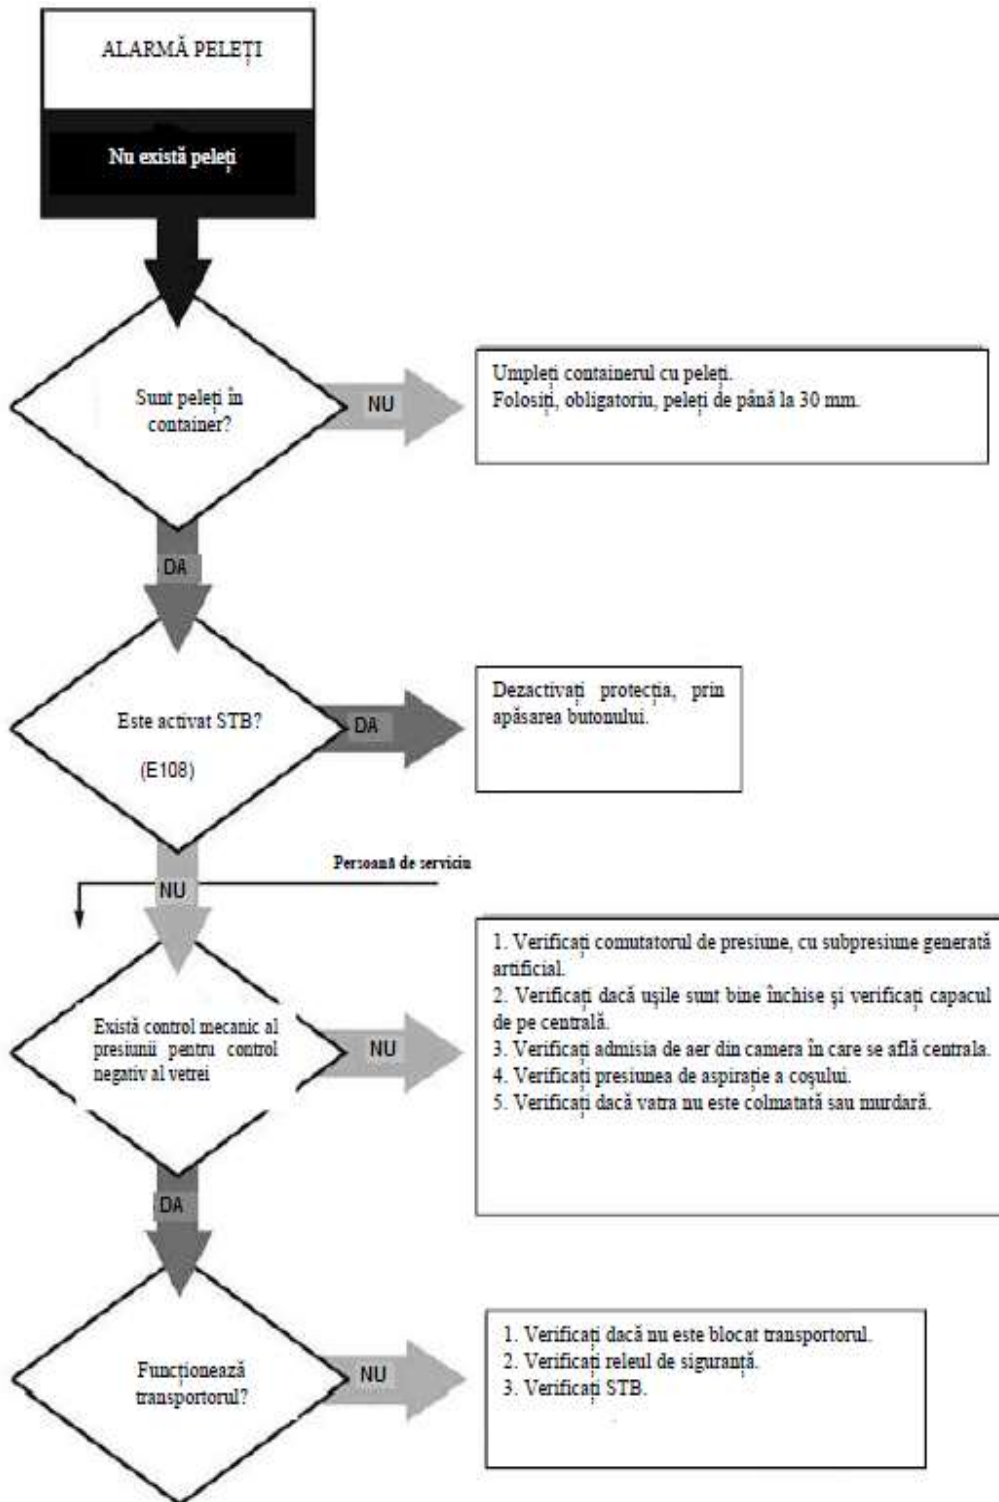 ALARMĂ PELEȚI
Nu există peleți
Sunt peleți în
container?
NU
Umpleți containerul cu peleți.
Folosiți, obligatoriu, peleți de până la 30 mm.
DA
Este activat STB?
(E108)
DA
Dezactivați protecția, prin
apăsarea butonului.
Persoană de serviciu
NU
Există control mecanic al
presiunii pentru control
negativ al vetrei
NU
1. Verificați comutatorul de presiune, cu subpresiune generată
artificial.
2. Verificați dacă ușile sunt bine închise și verificați capacul
de pe centrală.
3. Verificați admisia de aer din camera în care se află centrala.
4. Verificați presiunea de aspirație a coșului.
5. Verificați dacă vatra nu este colmatată sau murdară.
DA
Funcționează
transportorul?
NU
1. Verificați dacă nu este blocat transportorul.
2. Verificați releul de siguranță.
3. Verificați STB.